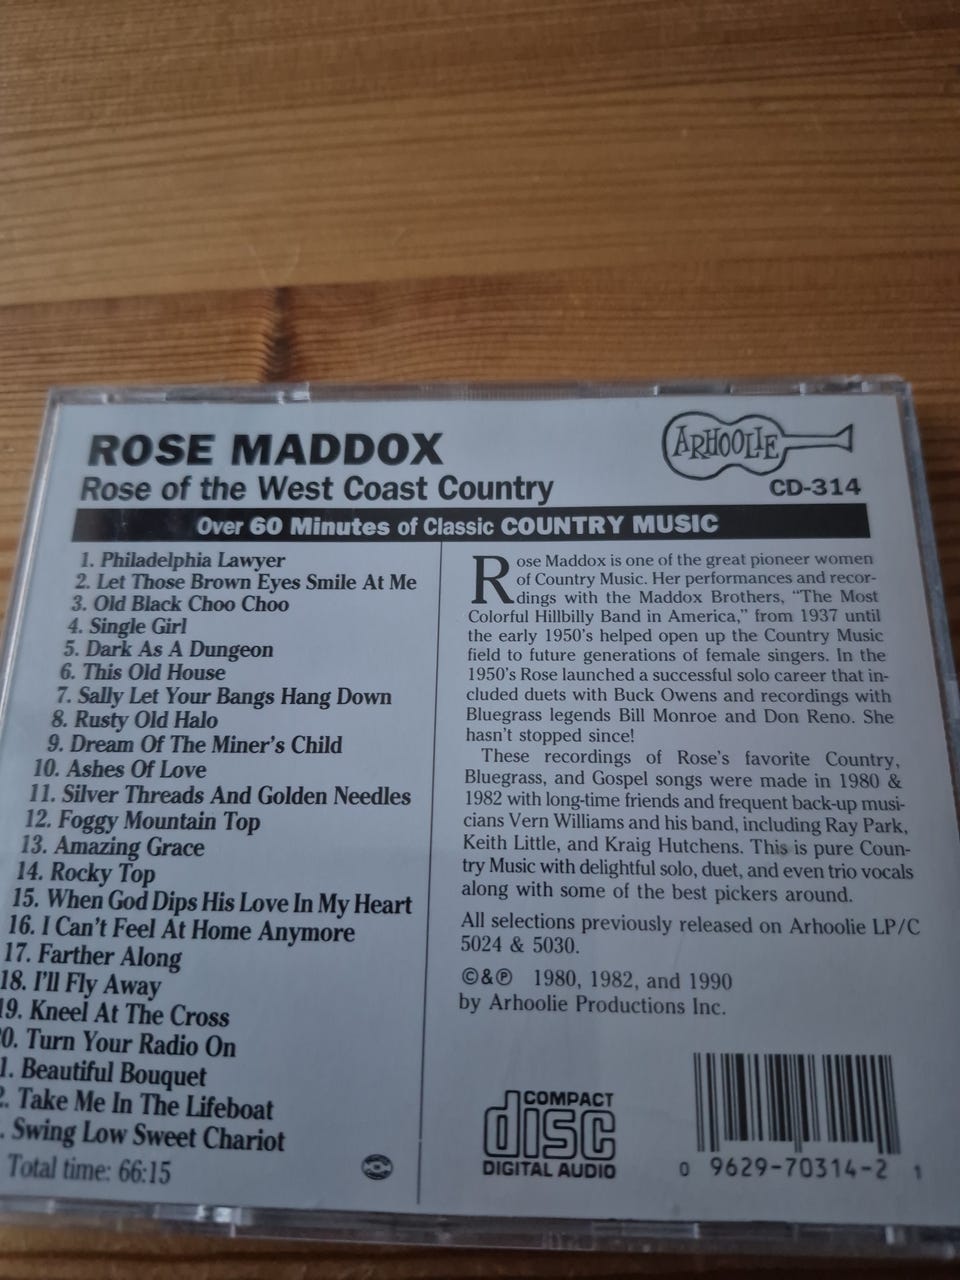 ROSE MADDOX
Rose of the West Coast Country
ARHOOLIE
CD-314
Over 60 Minutes of Classic COUNTRY MUSIC
1. Philadelphia Lawyer
2. Let Those Brown Eyes Smile At Me
3. Old Black Choo Choo
4. Single Girl
5. Dark As A Dungeon
6. This Old House
7. Sally Let Your Bangs Hang Down
8. Rusty Old Halo
9. Dream Of The Miner's Child
10. Ashes Of Love
11. Silver Threads And Golden Needles
12. Foggy Mountain Top
13. Amazing Grace
14. Rocky Top
15. When God Dips His Love In My Heart
16. I Can't Feel At Home Anymore
17. Farther Along
18. I'll Fly Away
19. Kneel At The Cross
0. Turn Your Radio On
1. Beautiful Bouquet
2. Take Me In The Lifeboat
. Swing Low Sweet Chariot
Total time: 66:15
Rose Maddox is one of the great pioneer women
of Country Music. Her performances and recor-
dings with the Maddox Brothers, "The Most
Colorful Hillbilly Band in America," from 1937 until
the early 1950's helped open up the Country Music
field to future generations of female singers. In the
1950's Rose launched a successful solo career that in-
cluded duets with Buck Owens and recordings with
Bluegrass legends Bill Monroe and Don Reno. She
hasn't stopped since!
These recordings of Rose's favorite Country,
Bluegrass, and Gospel songs were made in 1980 &
1982 with long-time friends and frequent back-up musi-
cians Vern Williams and his band, including Ray Park,
Keith Little, and Kraig Hutchens. This is pure Coun-
try Music with delightful solo, duet, and even trio vocals
along with some of the best pickers around.
All selections previously released on Arhoolie LP/C
5024 & 5030.
©&℗ 1980, 1982, and 1990
by Arhoolie Productions Inc.
COMPACT
disc
DIGITAL AUDIO
0 9629-70314-2 1